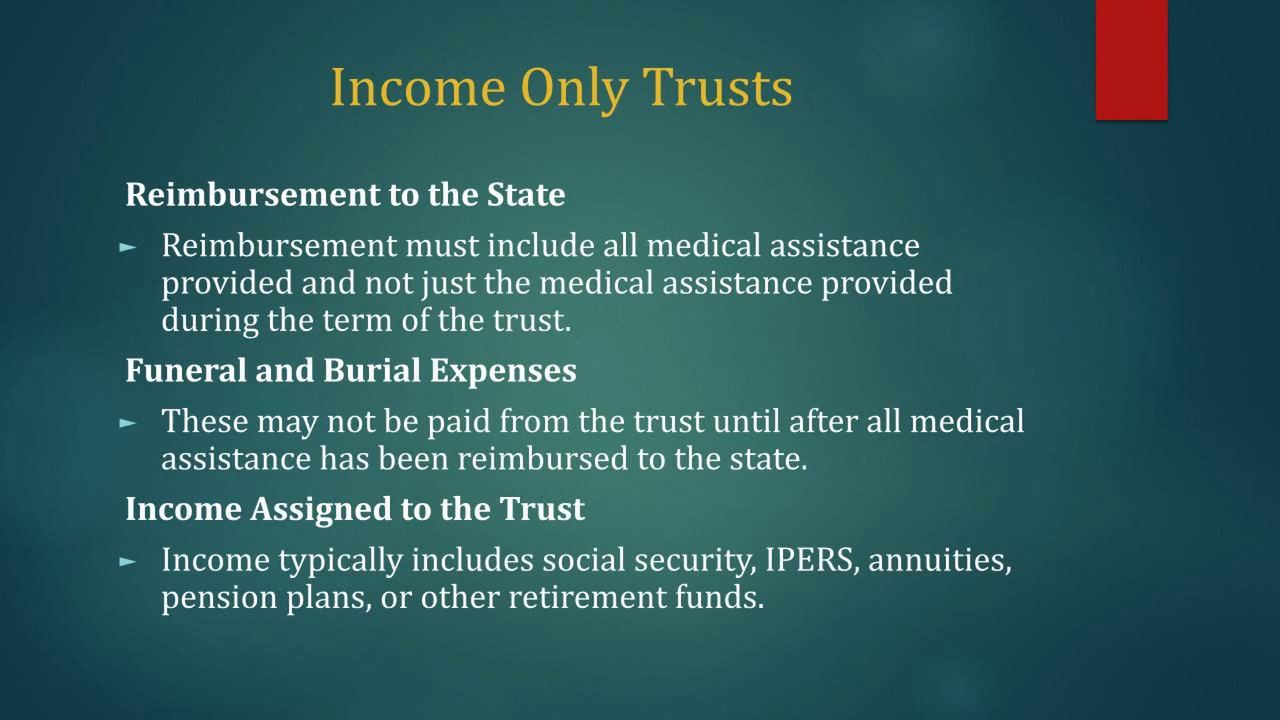 Income Only Trusts
Reimbursement to the State
► Reimbursement must include all medical assistance
provided and not just the medical assistance provided
during the term of the trust.
Funeral and Burial Expenses
► These may not be paid from the trust until after all medical
assistance has been reimbursed to the state.
Income Assigned to the Trust
► Income typically includes social security, IPERS, annuities,
pension plans, or other retirement funds.